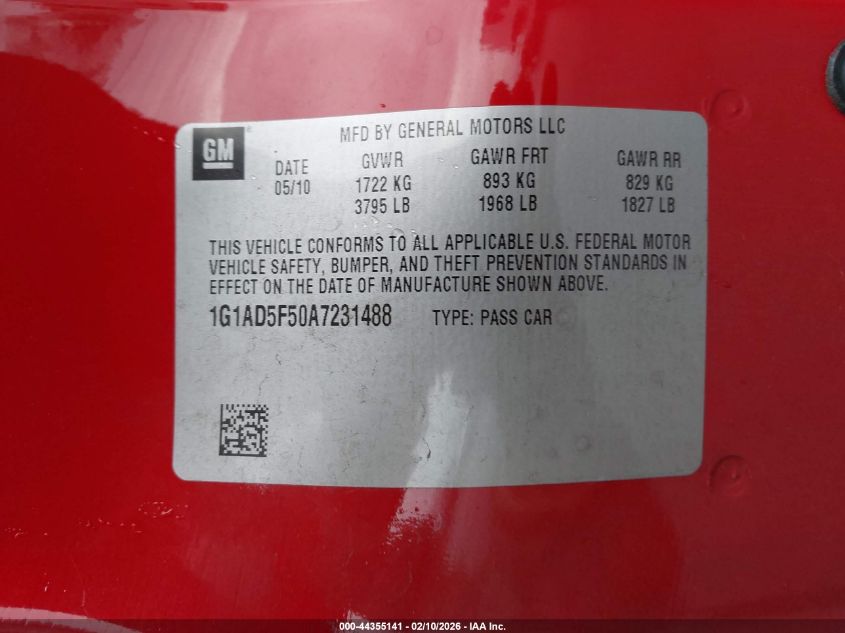 GM
MFD BY GENERAL MOTORS LLC
DATE GVWR GAWR FRT GAWR RR
05/10 1722 KG 893 KG 829 KG
3795 LB 1968 LB 1827 LB
THIS VEHICLE CONFORMS TO ALL APPLICABLE U.S. FEDERAL MOTOR
VEHICLE SAFETY, BUMPER, AND THEFT PREVENTION STANDARDS IN
EFFECT ON THE DATE OF MANUFACTURE SHOWN ABOVE.
1G1AD5F50A7231488 TYPE: PASS CAR
000-44355141 - 02/10/2026 - IAA Inc.